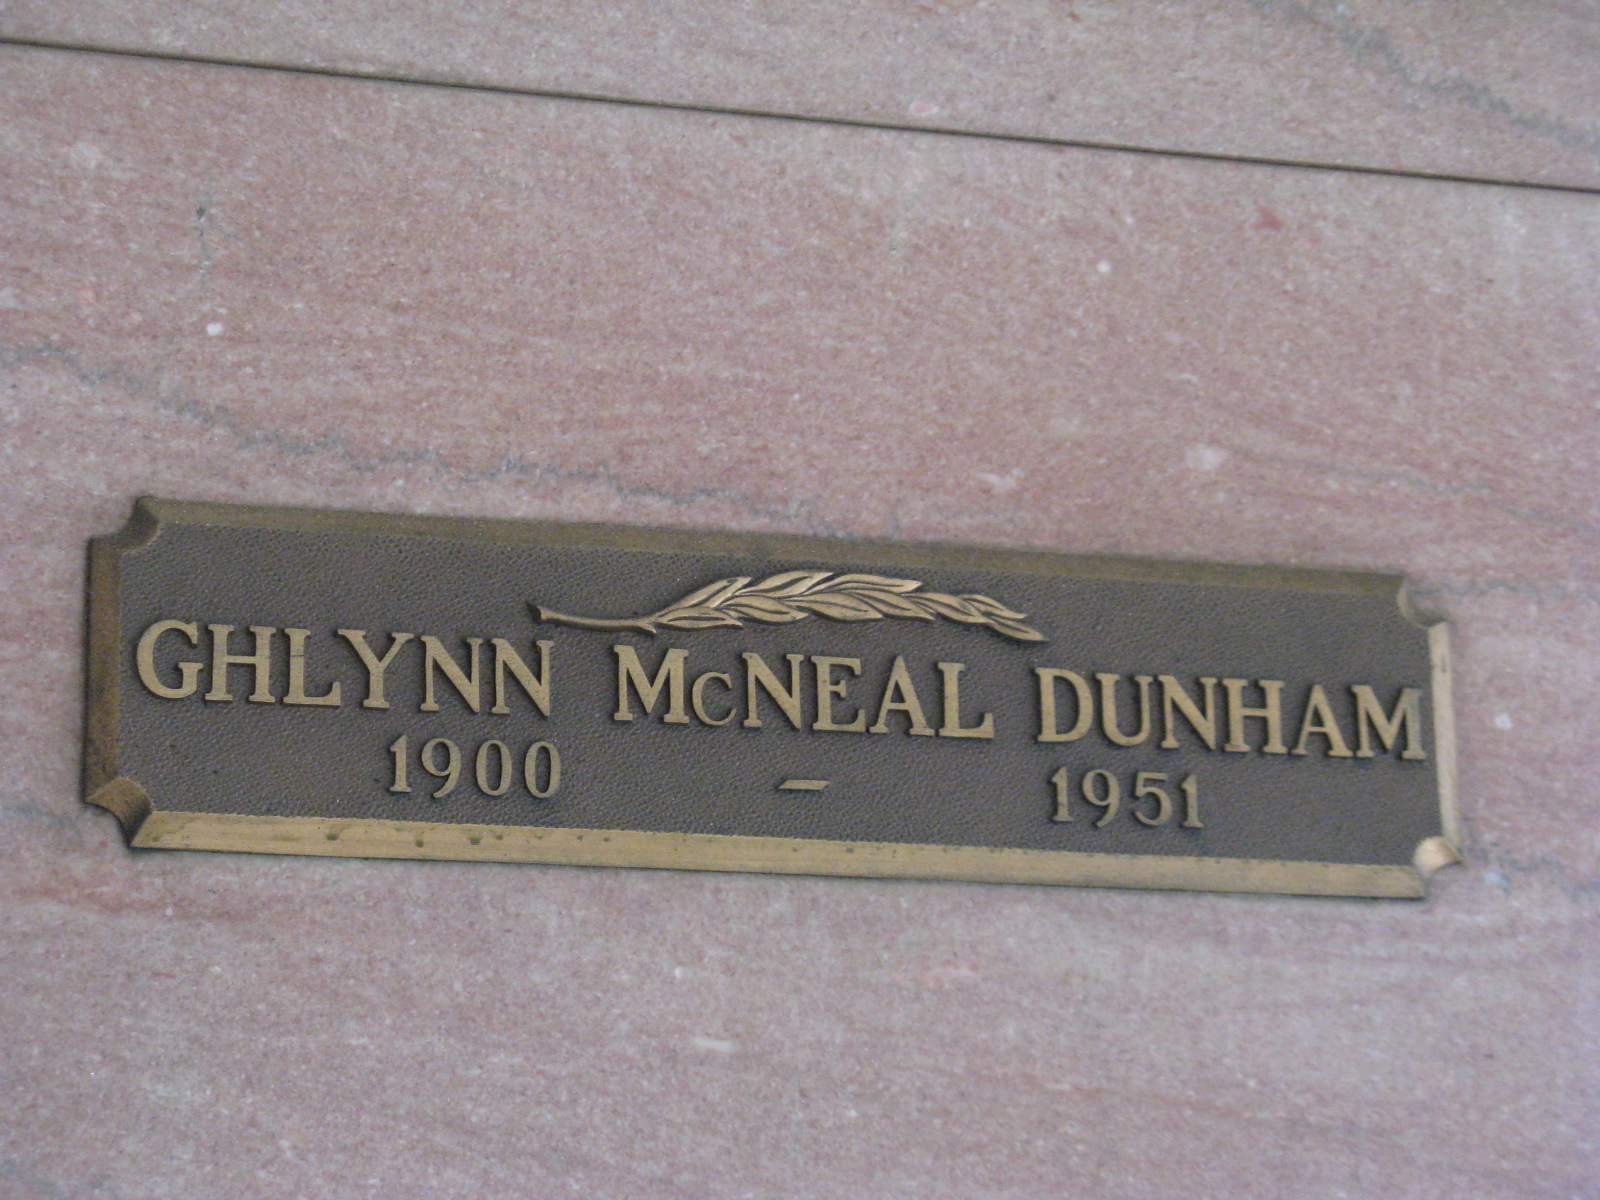 GHLYNN McNEAL DUNHAM
1900 – 1951